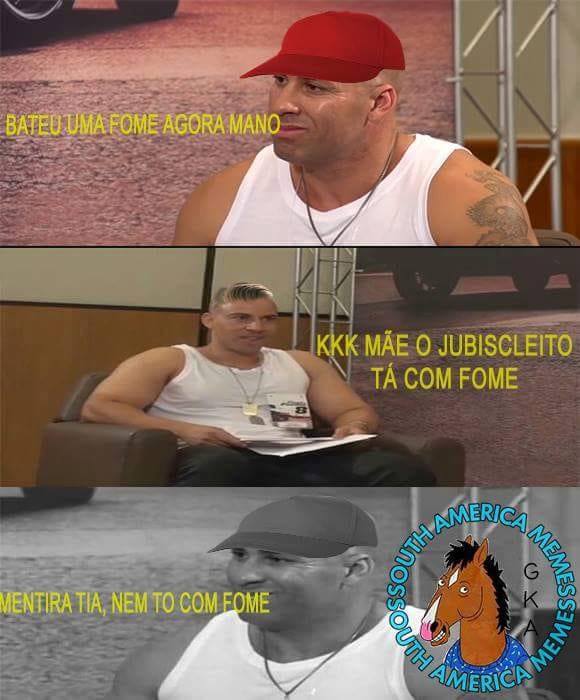 BATEU UMA FOME AGORA MANO
KKK MÃE O JUBISCLEITO
TÁ COM FOME
8
MENTIRA TIA, NEM TO COM FOME
SOUTH AMERICA MEMES
SOUTH AMERICA MEMES
GKA